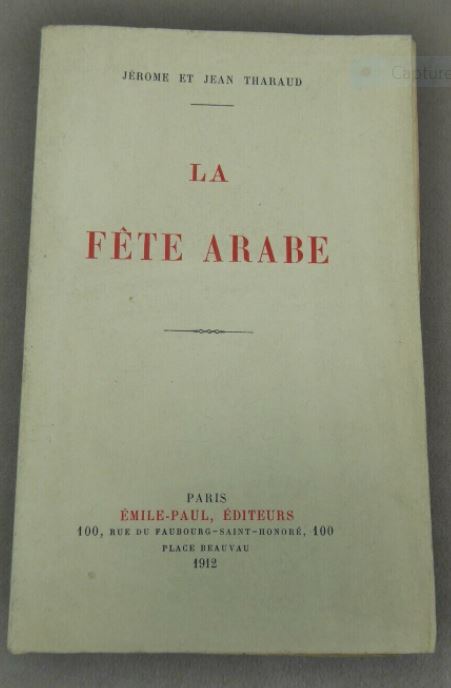 Capture
JÉROME ET JEAN THARAUD
LA
FÊTE ARABE
PARIS
ÉMILE-PAUL, ÉDITEURS
100, RUE DU FAUBOURG-SAINT-HONORÉ, 100
PLACE BEAUVAU
1912